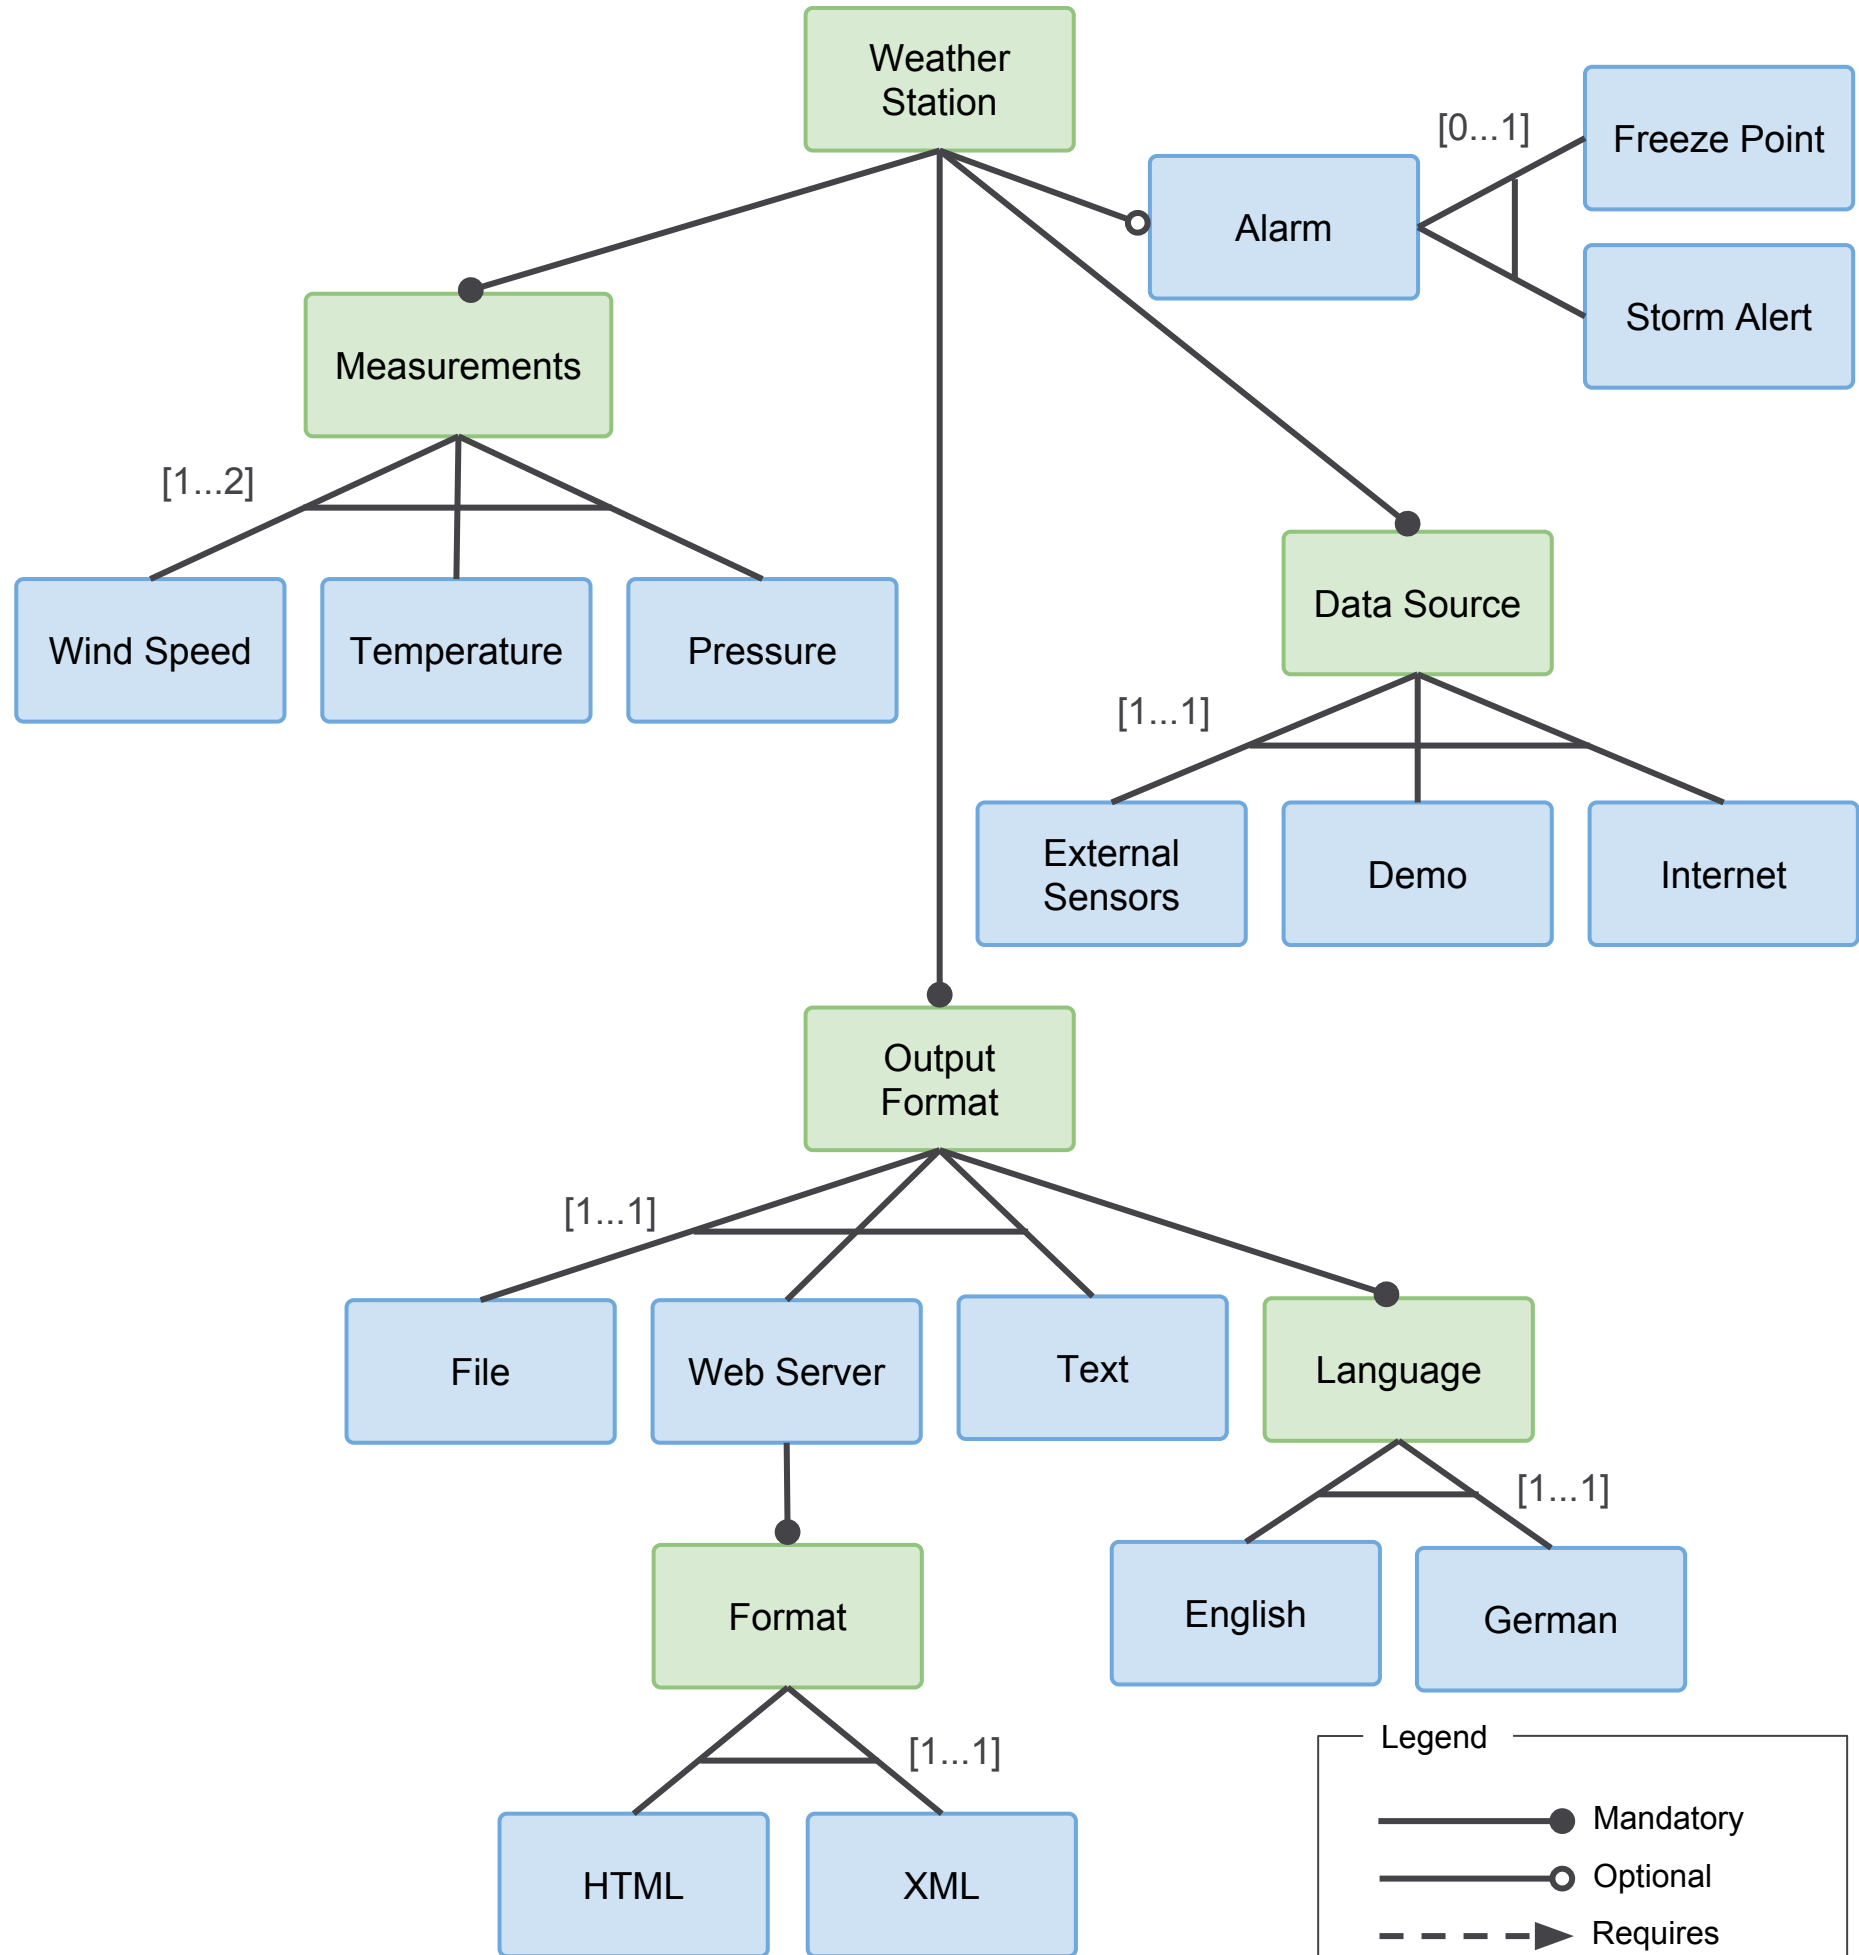 Weather
Station
[0...1]
Freeze Point
Alarm
Storm Alert
Measurements
[1...2]
Wind Speed
Temperature
Pressure
Data Source
[1...1]
External
Sensors
Demo
Internet
Output
Format
[1...1]
File
Web Server
Text
Language
[1...1]
Format
English
German
[1...1]
HTML
XML
Legend
Mandatory
Optional
Requires